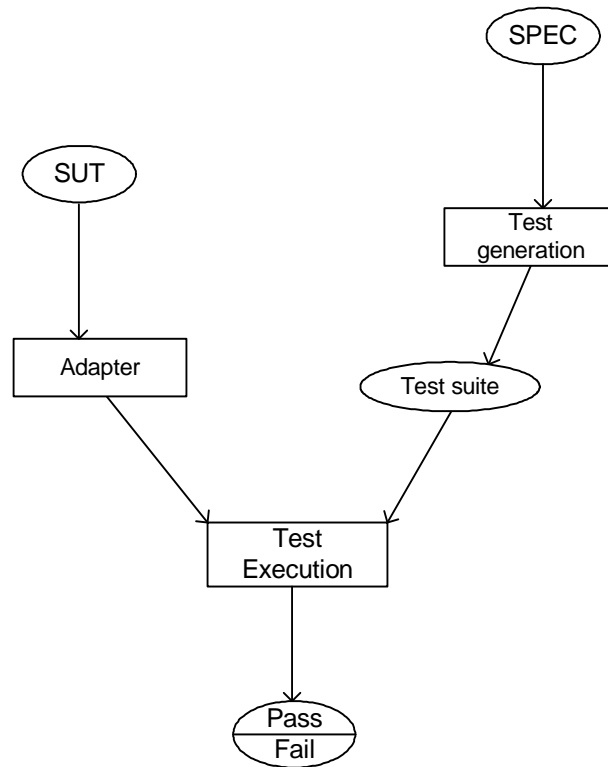 SPEC
SUT
Test
generation
Adapter
Test suite
Test
Execution
Pass
Fail